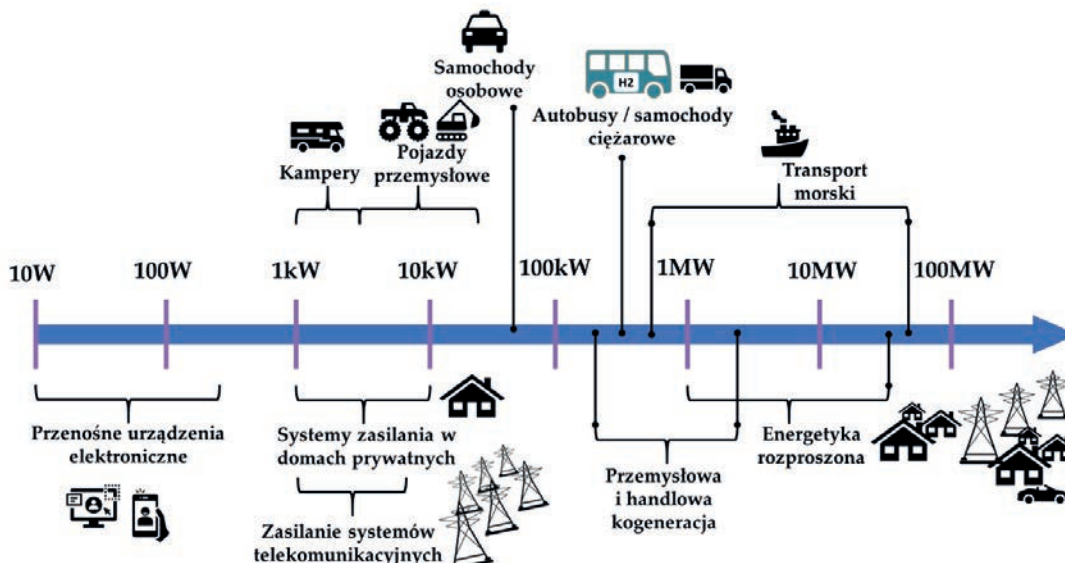 Samochody
osobowe
H2
Autobusy / samochody
ciężarowe
Kampery
Pojazdy
przemysłowe
Transport
morski
10W
100W
1kW
10kW
100kW
1MW
10MW
100MW
Przenośne urządzenia
elektroniczne
Systemy zasilania w
domach prywatnych
Zasilanie systemów
telekomunikacyjnych
Przemysłowa
i handlowa
kogeneracja
Energetyka
rozproszona